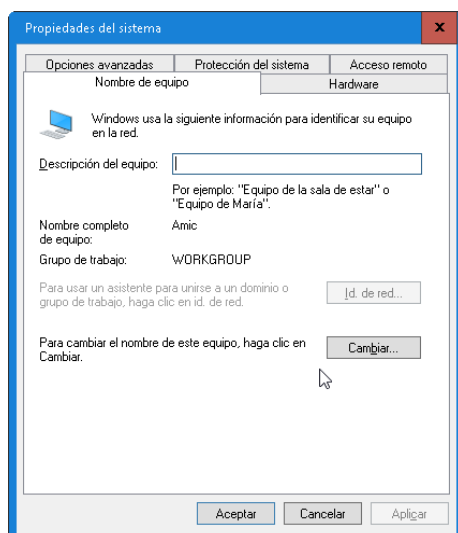 Propiedades del sistema
x
Opciones avanzadas Protección del sistema Acceso remoto
Nombre de equipo Hardware
Windows usa la siguiente información para identificar su equipo
en la red.
Descripción del equipo:
Por ejemplo: "Equipo de la sala
de estar" o
"Equipo de María".
Nombre completo
de equipo:
Amic
Grupo de trabajo: WORKGROUP
Para usar un asistente para unirse a un dominio o
grupo de trabajo, haga clic en id. de red.
Id. de red...
Para cambiar el nombre de este equipo, haga clic en
Cambiar.
Cambiar...
Aceptar Cancelar Aplicar